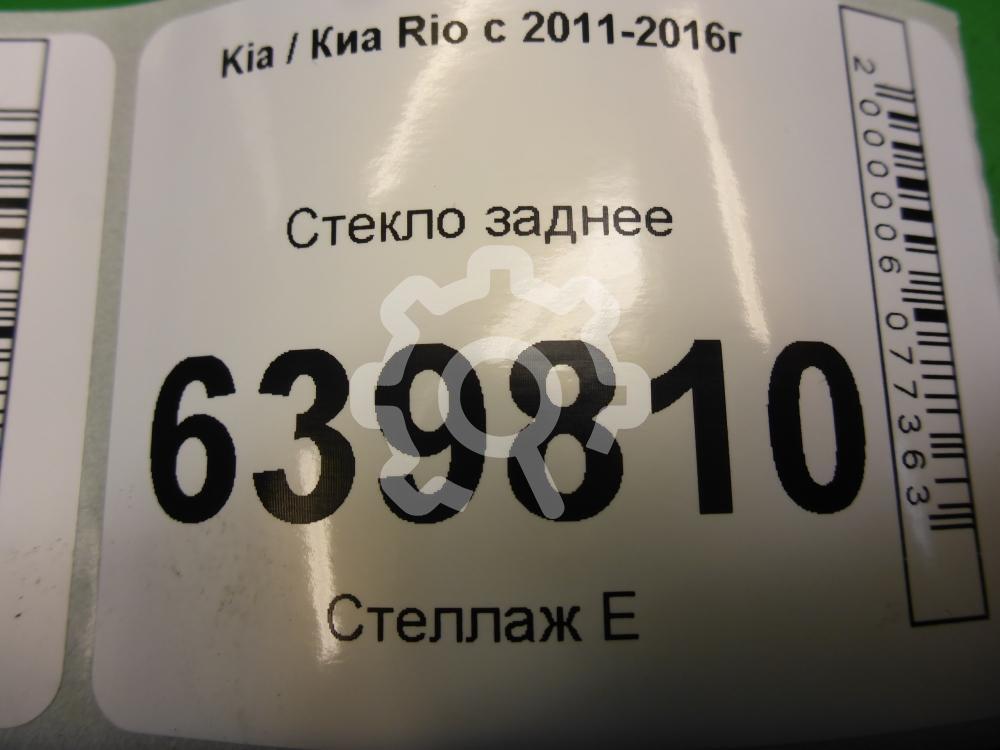 Kia / Киа Rio с 2011-2016г
Стекло заднее
639810
Стеллаж Е
2000006077363